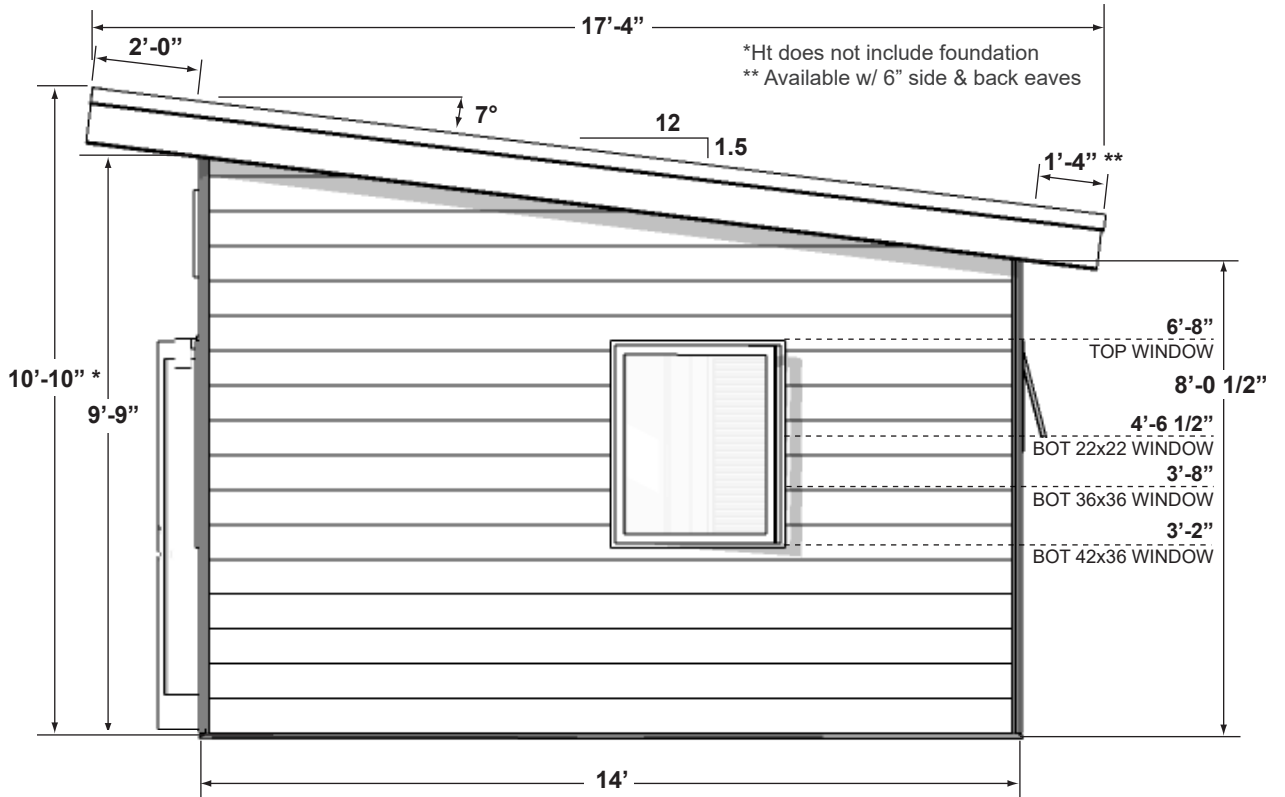 17’-4”
2’-0”
*Ht does not include foundation
** Available w/ 6” side & back eaves
7°
12
1.5
1’-4” **
6’-8”
TOP WINDOW
10’-10” *
8’-0 1/2”
9’-9”
4’-6 1/2”
BOT 22x22 WINDOW
3’-8”
BOT 36x36 WINDOW
3’-2”
BOT 42x36 WINDOW
14’